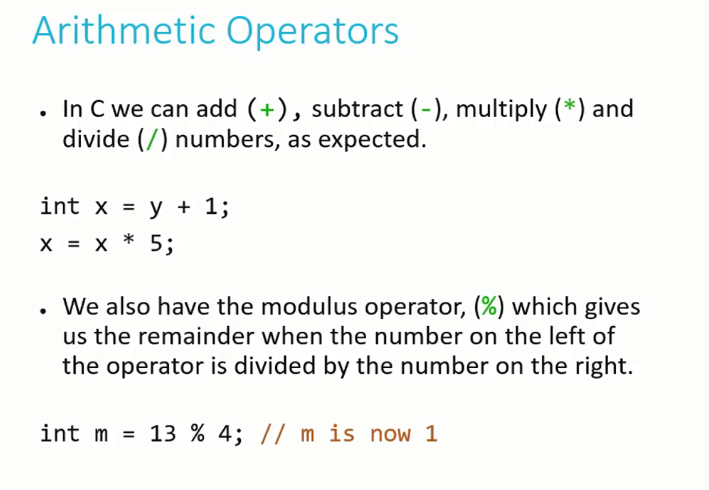 Arithmetic Operators
• In C we can add (+), subtract (-), multiply (*) and
divide (/) numbers, as expected.
int x = y + 1;
x = x * 5;
• We also have the modulus operator, (%) which gives
us the remainder when the number on the left of
the operator is divided by the number on the right.
int m = 13 % 4; // m is now 1